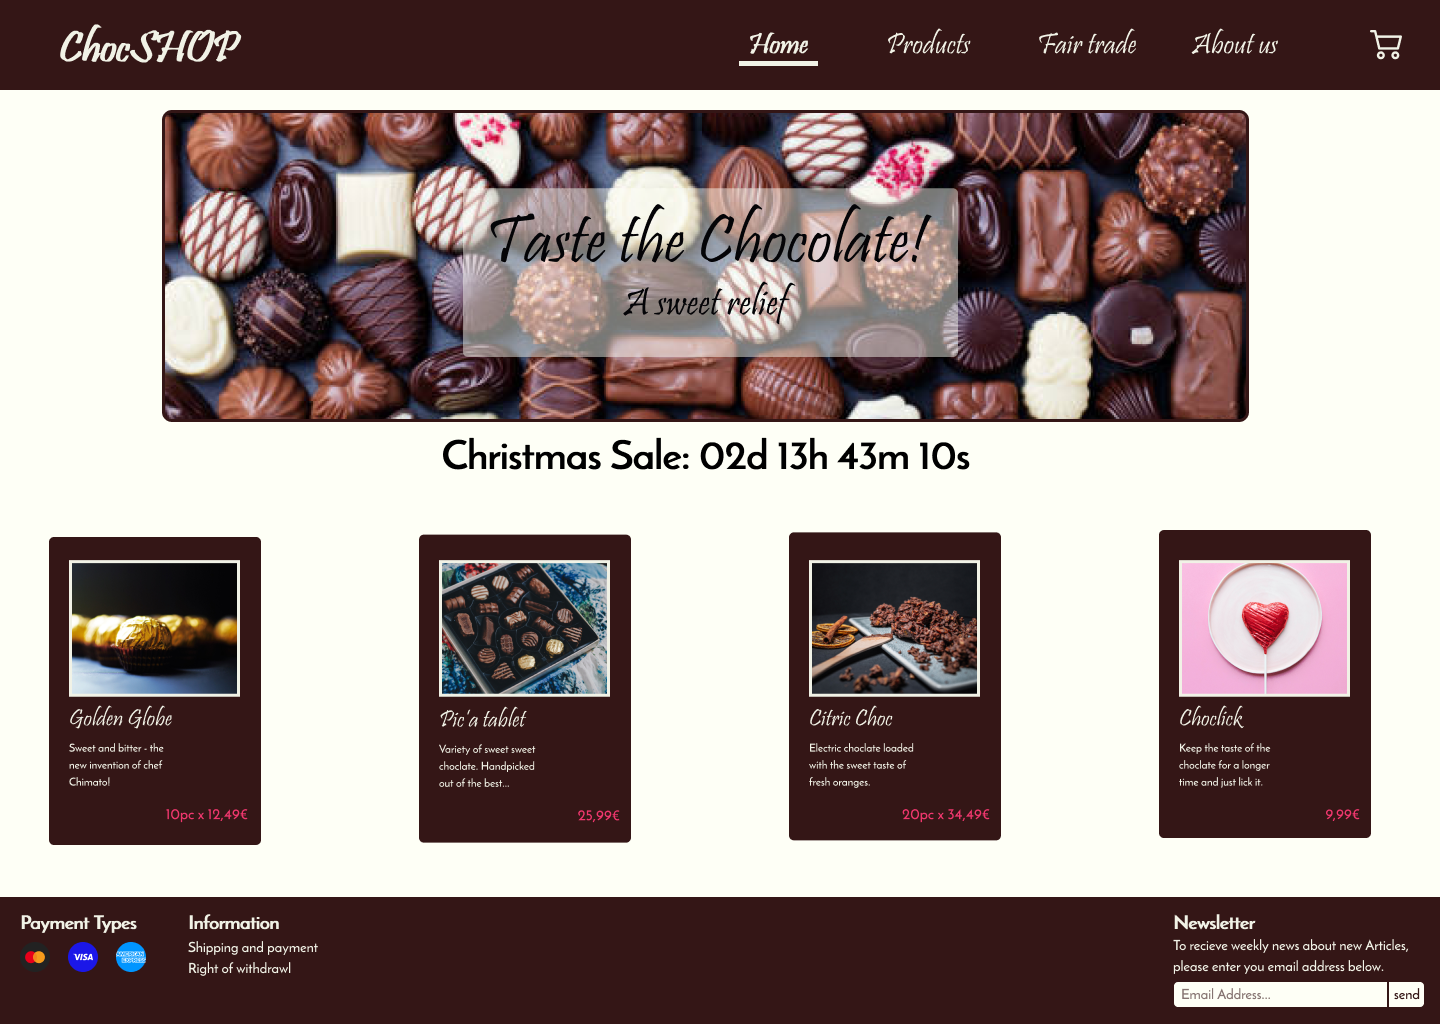 ChocSHOP
Home
Products
Fair trade
About us
Taste the Chocolate!
A sweet relief
Christmas Sale: 02d 13h 43m 10s
Golden Globe
Sweet and bitter - the
new invention of chef
Chimato!
10pc x 12,49€
Pic'a tablet
Variety of sweet sweet
choclate. Handpicked
out of the best...
25,99€
Citric Choc
Electric choclate loaded
with the sweet taste of
fresh oranges.
20pc x 34,49€
Choclick
Keep the taste of the
choclate for a longer
time and just lick it.
9,99€
Payment Types
VISA
AMERICAN
EXPRESS
Information
Shipping and payment
Right of withdrawl
Newsletter
To recieve weekly news about new Articles,
please enter you email address below.
Email Address...
send